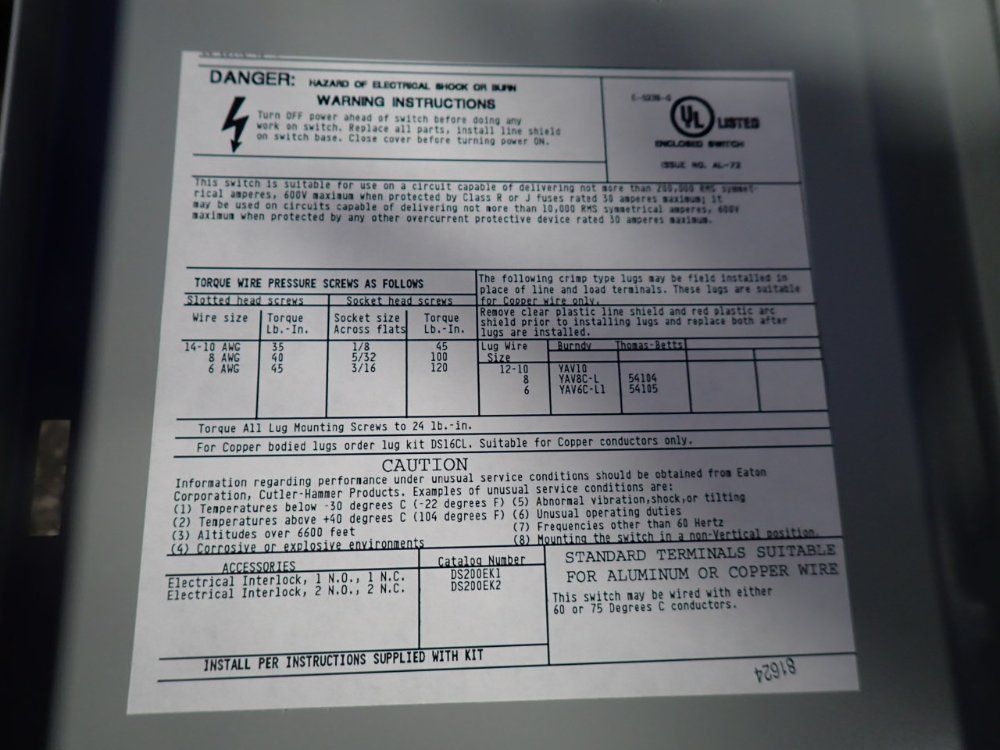 DANGER: HAZARD OF ELECTRICAL SHOCK OR BURN
WARNING INSTRUCTIONS
Turn OFF power ahead of switch before doing any
work on switch. Replace all parts, install line shield
on switch base. Close cover before turning power ON.
UL LISTED
ENCLOSED SWITCH
ISSUE NO. AL-72
This switch is suitable for use on a circuit capable of delivering not more than 200,000 RMS symmet-
rical amperes, 600V maximum when protected by Class R or J fuses rated 30 amperes maximum; it
may be used on circuits capable of delivering not more than 10,000 RMS symmetrical amperes, 600V
maximum when protected by any other overcurrent protective device rated 30 amperes maximum.
TORQUE WIRE PRESSURE SCREWS AS FOLLOWS
Slotted head screws Socket head screws
Wire size Torque Lb.-In. Socket size Across flats Torque Lb.-In.
14-10 AWG 35 1/8 45
8 AWG 40 5/32 100
6 AWG 45 3/16 120
The following crimp type lugs may be field installed in
place of line and load terminals. These lugs are suitable
for Copper wire only.
Remove clear plastic line shield and red plastic arc
shield prior to installing lugs and replace both after
lugs are installed.
Lug Wire Size Burndy Thomas-Betts
12-10 YAV10
8 YAV8C-L 54104
6 YAV6C-L1 54105
Torque All Lug Mounting Screws to 24 lb.-in.
For Copper bodied lugs order lug kit DS16CL. Suitable for Copper conductors only.
CAUTION
Information regarding performance under unusual service conditions should be obtained from Eaton
Corporation, Cutler-Hammer Products. Examples of unusual service conditions are:
(1) Temperatures below -30 degrees C (-22 degrees F) (5) Abnormal vibration,shock,or tilting
(2) Temperatures above +40 degrees C (104 degrees F) (6) Unusual operating duties
(3) Altitudes over 6600 feet (7) Frequencies other than 60 Hertz
(4) Corrosive or explosive environments (8) Mounting the switch in a non-Vertical position.
ACCESSORIES Catalog Number
Electrical Interlock, 1 N.O., 1 N.C. DS200EK1
Electrical Interlock, 2 N.O., 2 N.C. DS200EK2
INSTALL PER INSTRUCTIONS SUPPLIED WITH KIT
STANDARD TERMINALS SUITABLE
FOR ALUMINUM OR COPPER WIRE
This switch may be wired with either
60 or 75 Degrees C conductors.
81624